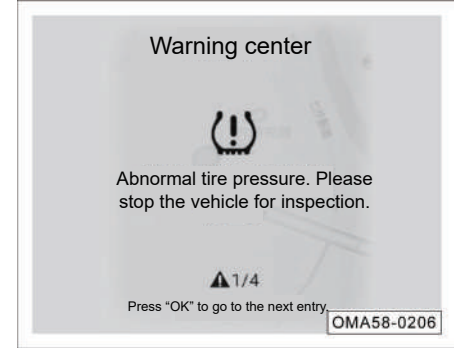 Warning center
Abnormal tire pressure. Please
stop the vehicle for inspection.
1/4
Press “OK” to go to the next entry.
OMA58-0206